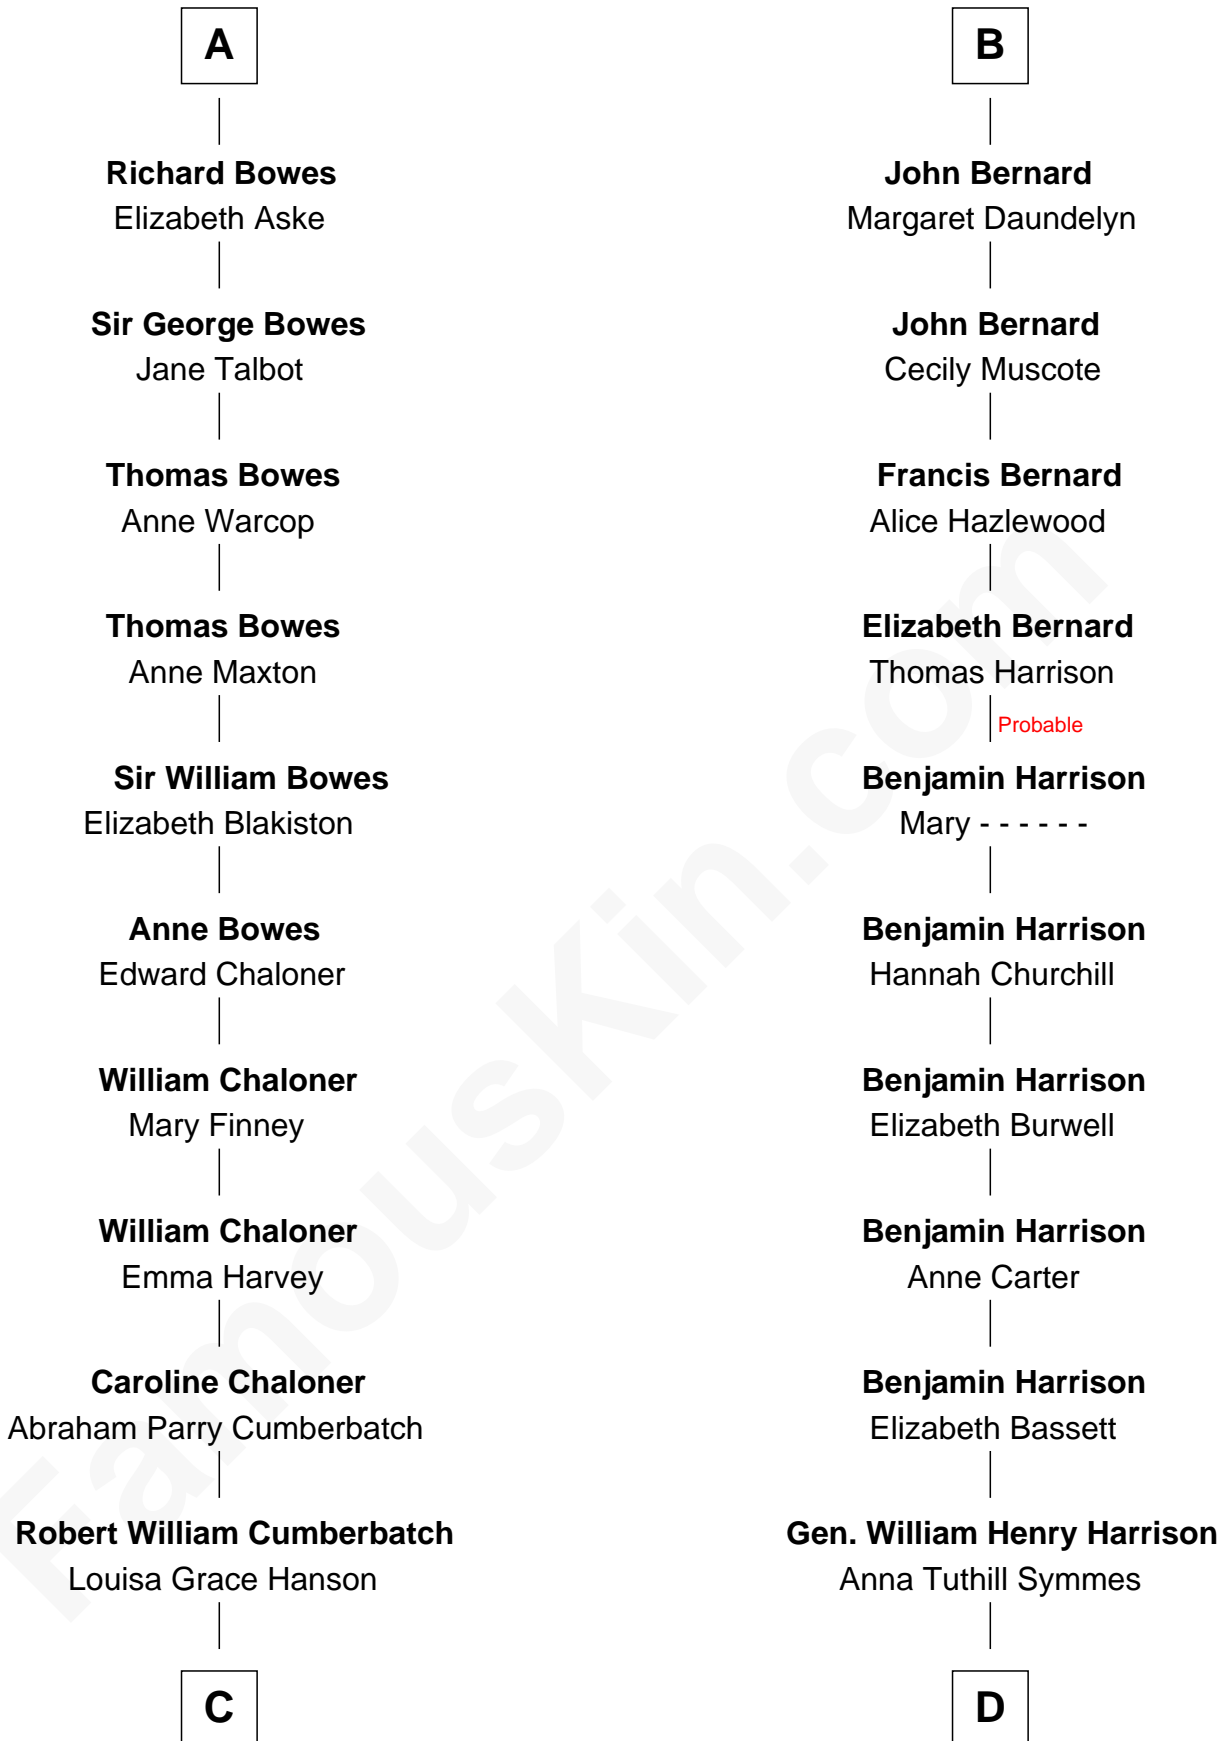 A
Richard Bowes
Elizabeth Aske
Sir George Bowes
Jane Talbot
Thomas Bowes
Anne Warcop
Thomas Bowes
Anne Maxton
Sir William Bowes
Elizabeth Blakiston
Anne Bowes
Edward Chaloner
William Chaloner
Mary Finney
William Chaloner
Emma Harvey
Caroline Chaloner
Abraham Parry Cumberbatch
Robert William Cumberbatch
Louisa Grace Hanson
C
B
John Bernard
Margaret Daundelyn
John Bernard
Cecily Muscote
Francis Bernard
Alice Hazlewood
Elizabeth Bernard
Thomas Harrison
Probable
Benjamin Harrison
Mary - - - - - -
Benjamin Harrison
Hannah Churchill
Benjamin Harrison
Elizabeth Burwell
Benjamin Harrison
Anne Carter
Benjamin Harrison
Elizabeth Bassett
Gen. William Henry Harrison
Anna Tuthill Symmes
D
FamousKin.com